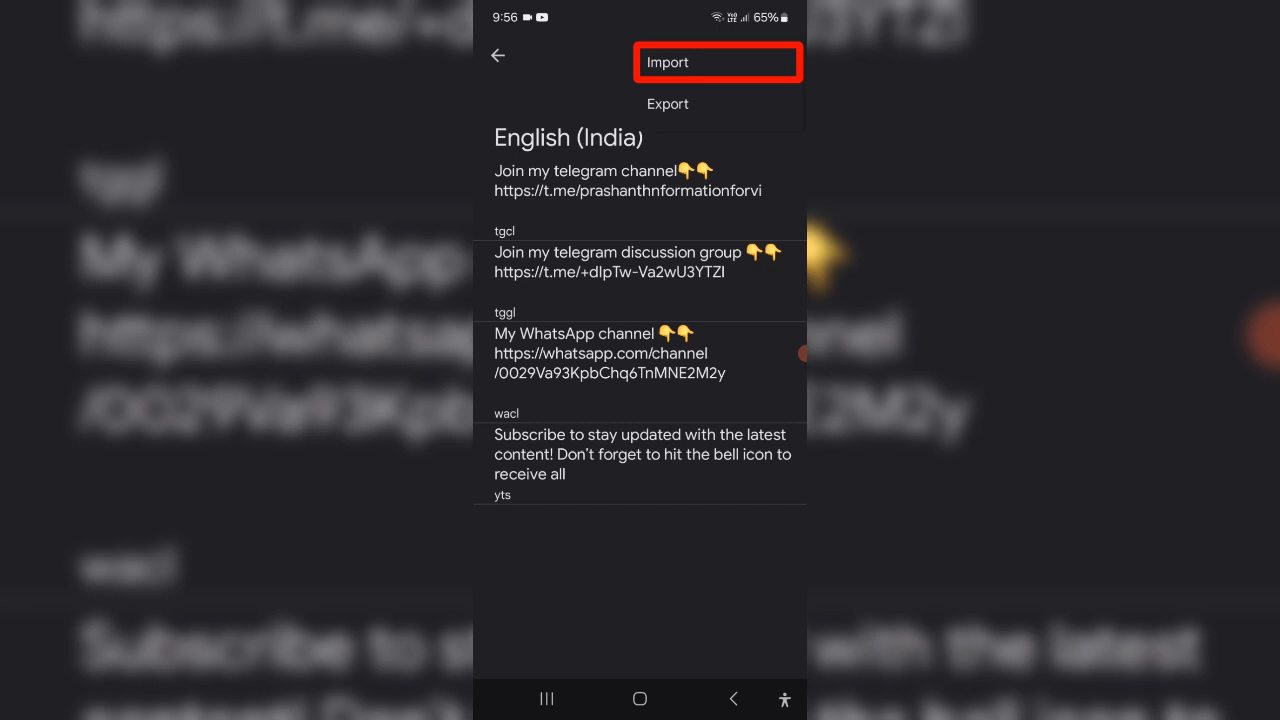 9:56 65%
Import
Export
English (India)
Join my telegram channel👇👇
https://t.me/prashanthnformationforvi
tgcl
Join my telegram discussion group 👇👇
https://t.me/+dIpTw-Va2wU3YTZl
tggl
My WhatsApp channel 👇👇
https://whatsapp.com/channel
/0029Va93KpbChq6TnMNE2M2y
wacl
Subscribe to stay updated with the latest
content! Don't forget to hit the bell icon to
receive all
yts